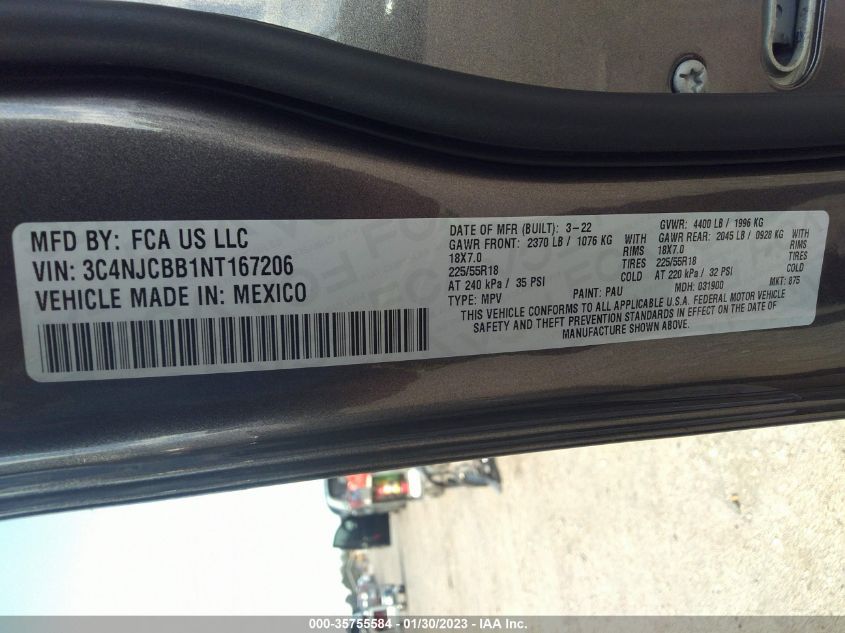 MFD BY: FCA US LLC
VIN: 3C4NJCBB1NT167206
VEHICLE MADE IN: MEXICO
DATE OF MFR (BUILT): 3-22 GVWR: 4400 LB / 1996 KG
GAWR FRONT: 2370 LB / 1076 KG WITH GAWR REAR: 2045 LB / 0928 KG WITH
18X7.0 RIMS 18X7.0 RIMS
225/55R18 TIRES 225/55R18 TIRES
AT 240 kPa / 35 PSI COLD AT 220 kPa / 32 PSI COLD
TYPE: MPV PAINT: PAU MDH: 031900 MKT: 875
THIS VEHICLE CONFORMS TO ALL APPLICABLE U.S.A. FEDERAL MOTOR VEHICLE
SAFETY AND THEFT PREVENTION STANDARDS IN EFFECT ON THE DATE OF
MANUFACTURE SHOWN ABOVE.
000-35755584 - 01/30/2023 - © IAA Inc.